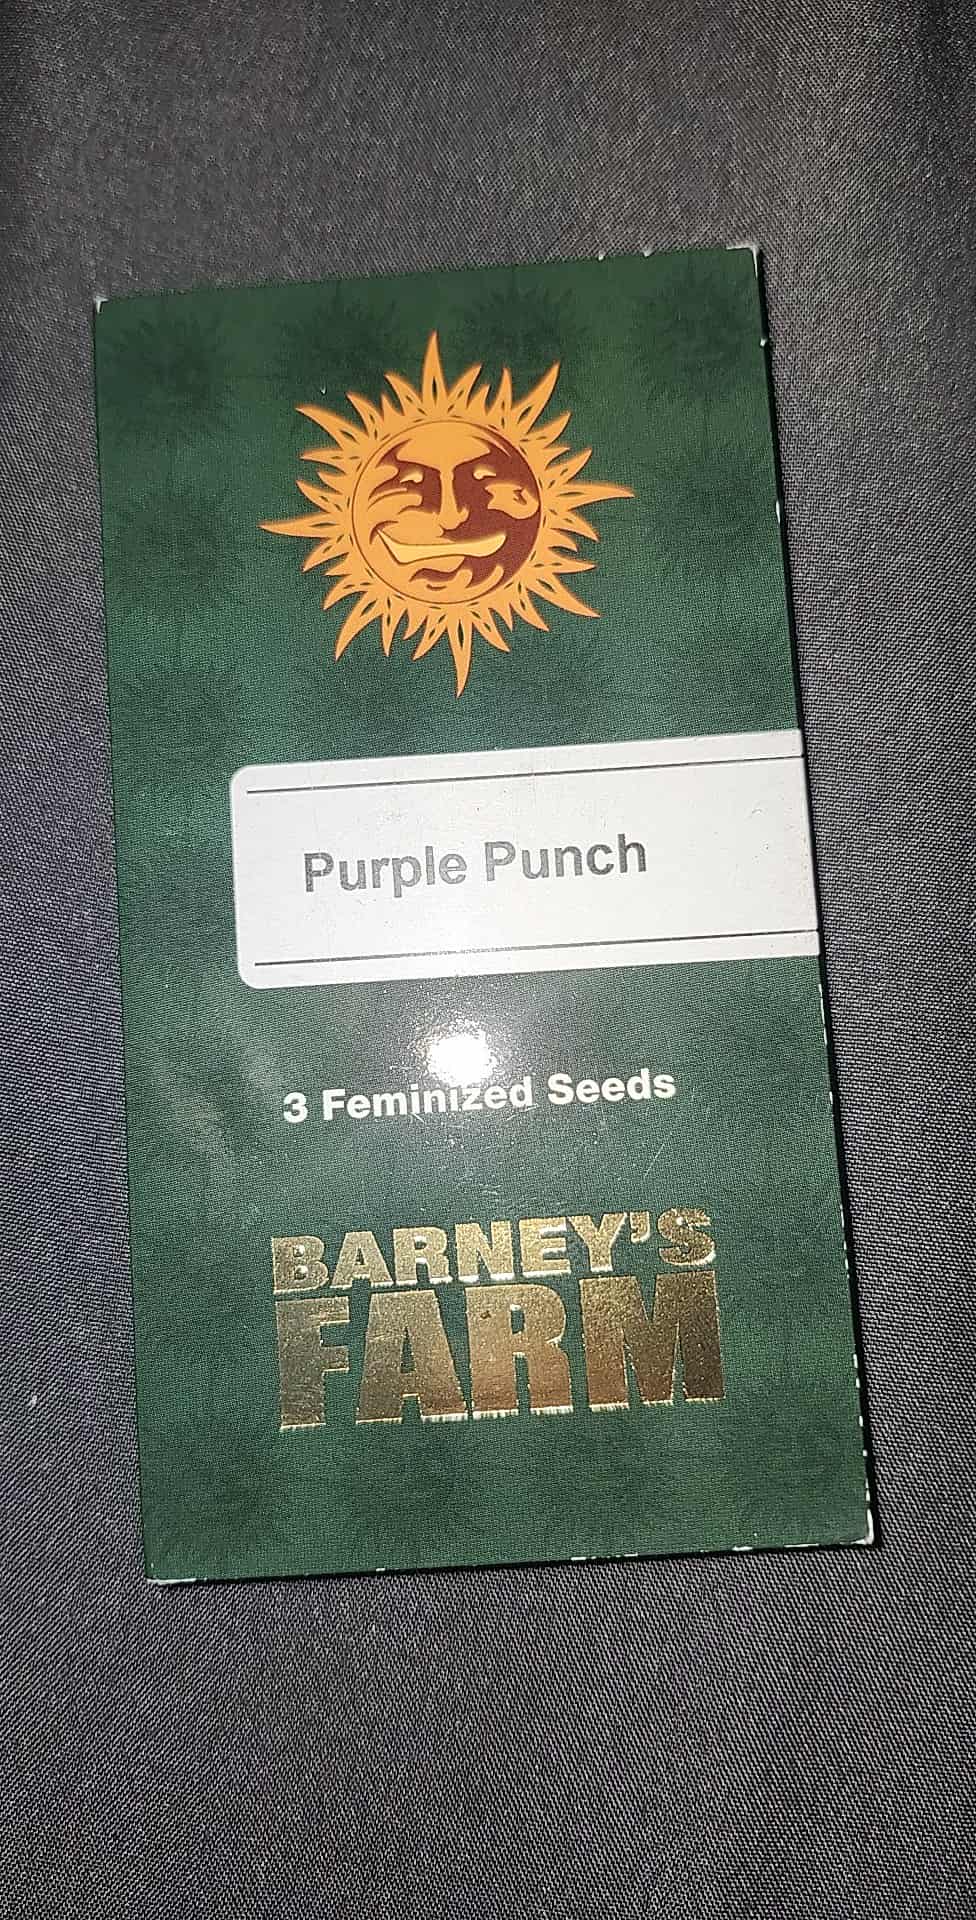 Purple Punch
3 Feminized Seeds
BARNEY'S
FARM